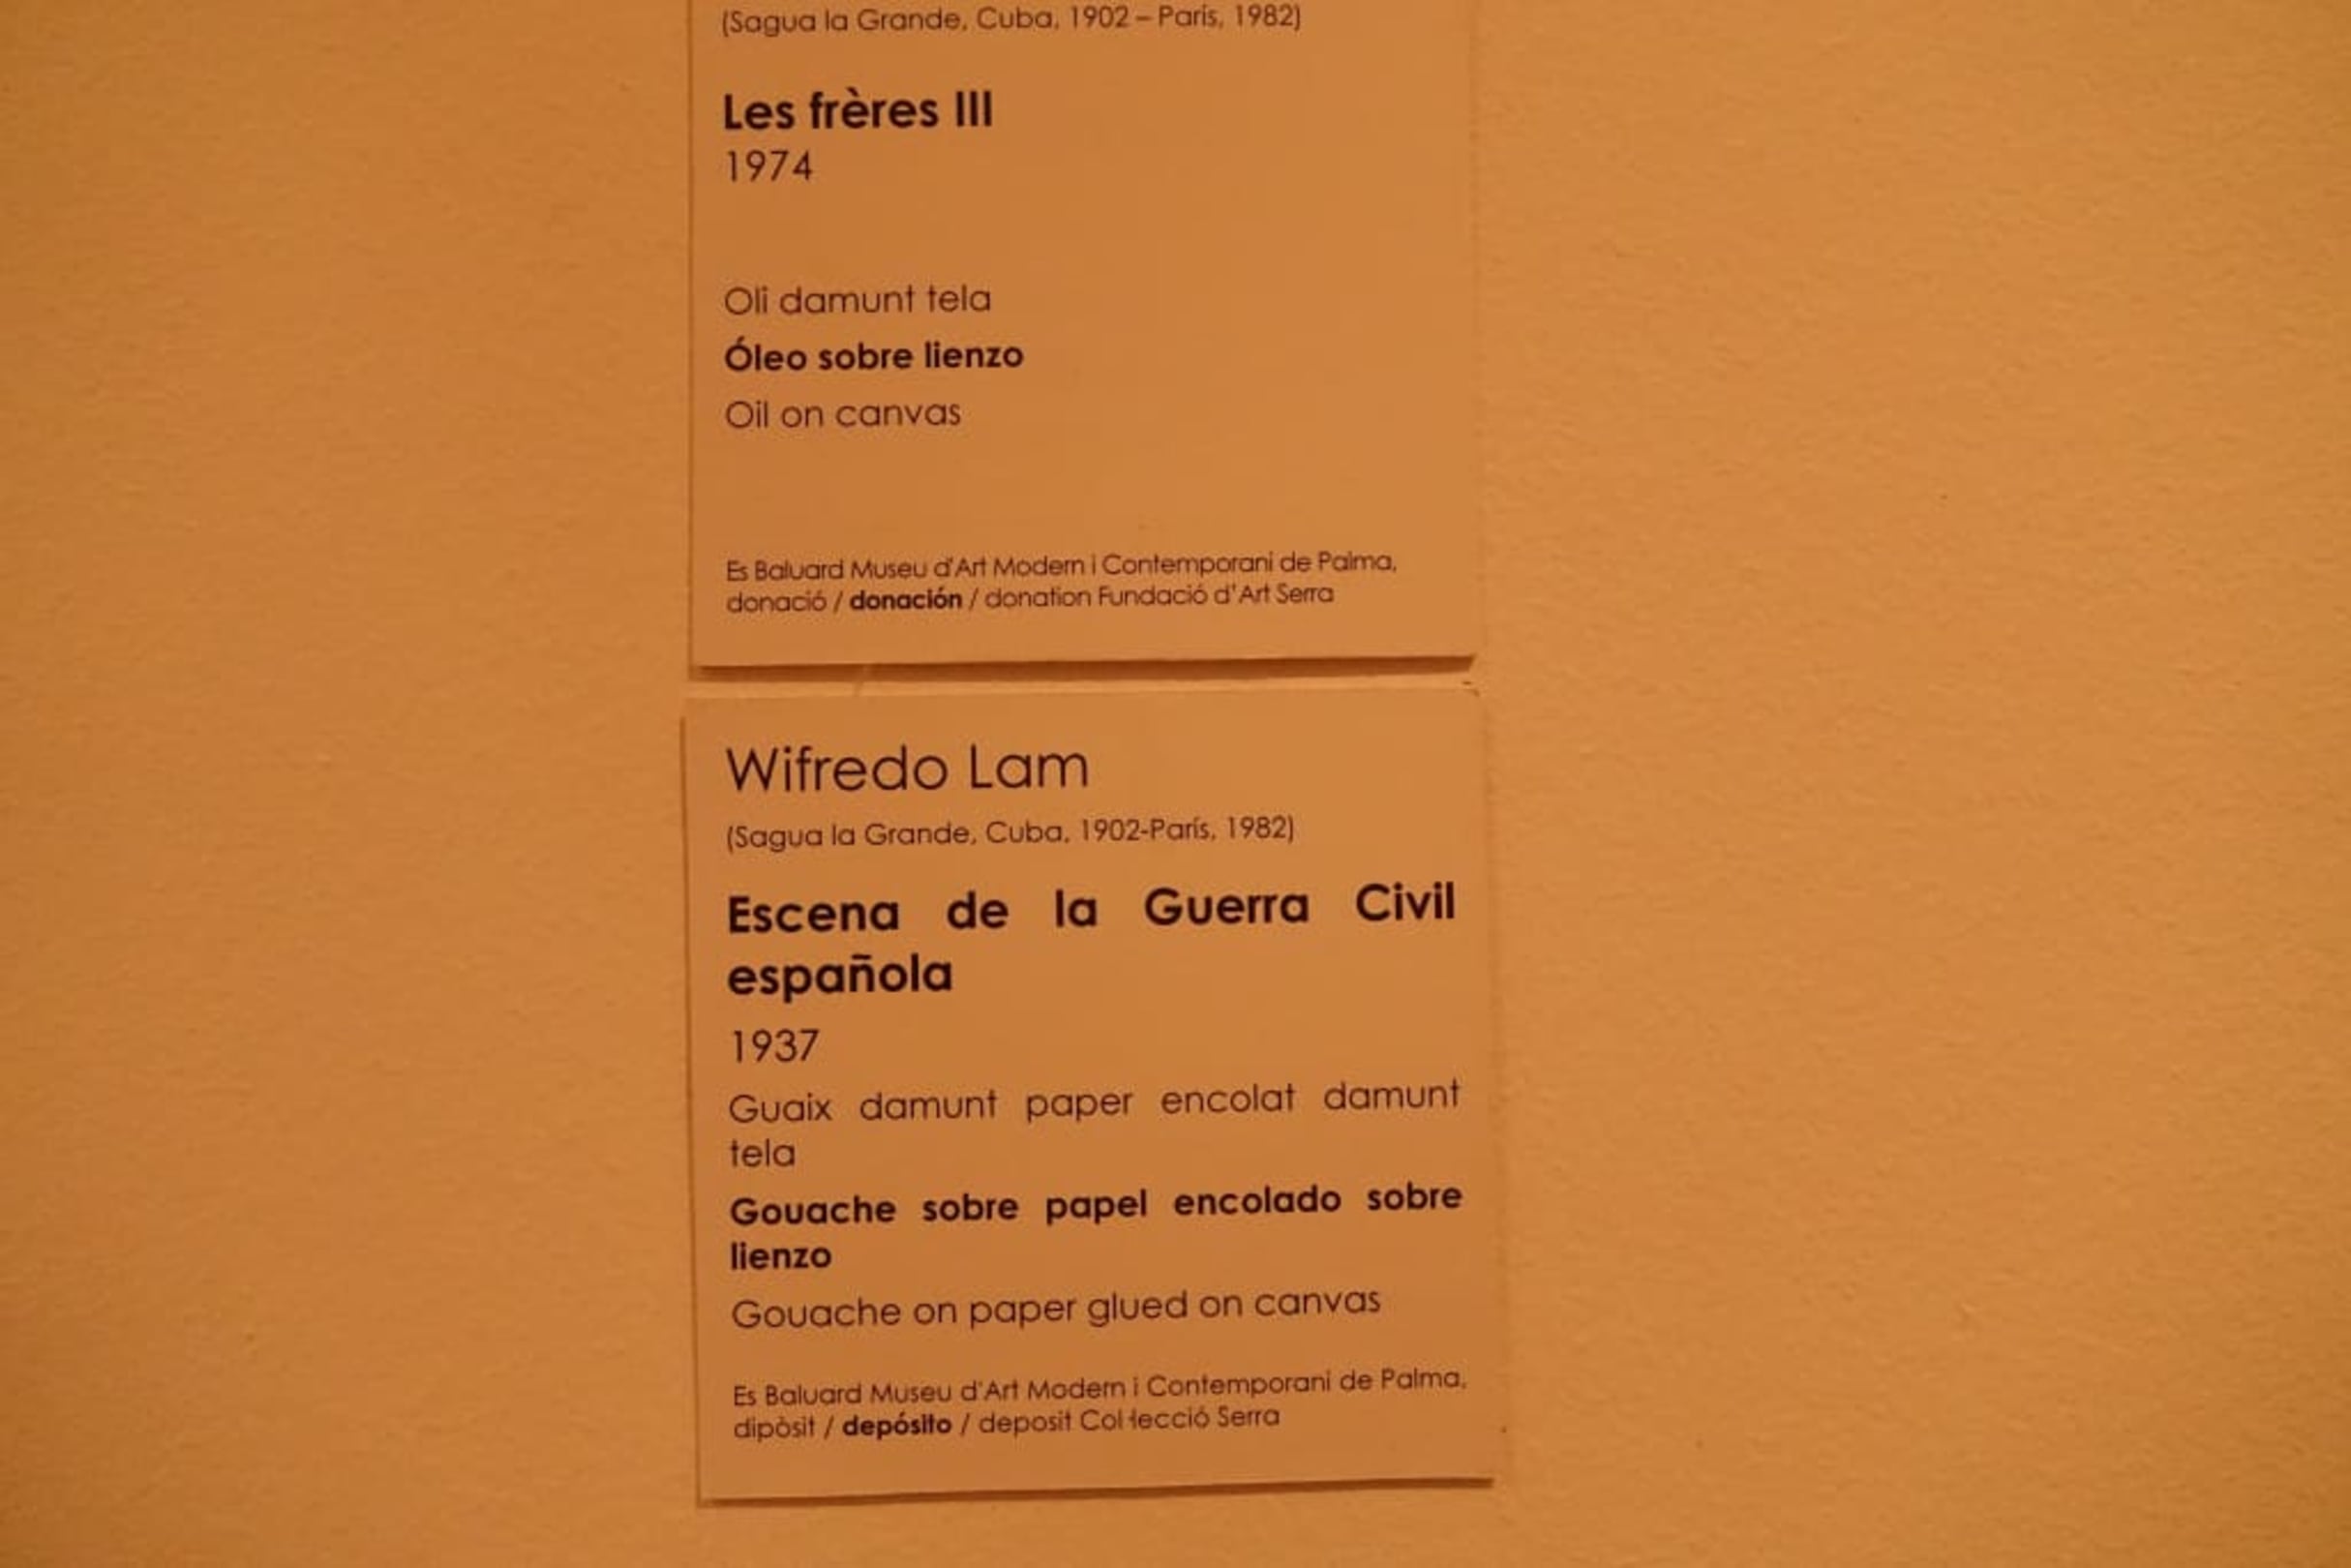 (Sagua la Grande, Cuba, 1902 – París, 1982)
Les frères III
1974
Oli damunt tela
Óleo sobre lienzo
Oil on canvas
Es Baluard Museu d'Art Modern i Contemporani de Palma,
donació / donación / donation Fundació d'Art Serra
Wifredo Lam
(Sagua la Grande, Cuba, 1902-París, 1982)
Escena de la Guerra Civil
española
1937
Guaix damunt paper encolat damunt
tela
Gouache sobre papel encolado sobre
lienzo
Gouache on paper glued on canvas
Es Baluard Museu d'Art Modern i Contemporani de Palma,
dipòsit / depósito / deposit Col·lecció Serra